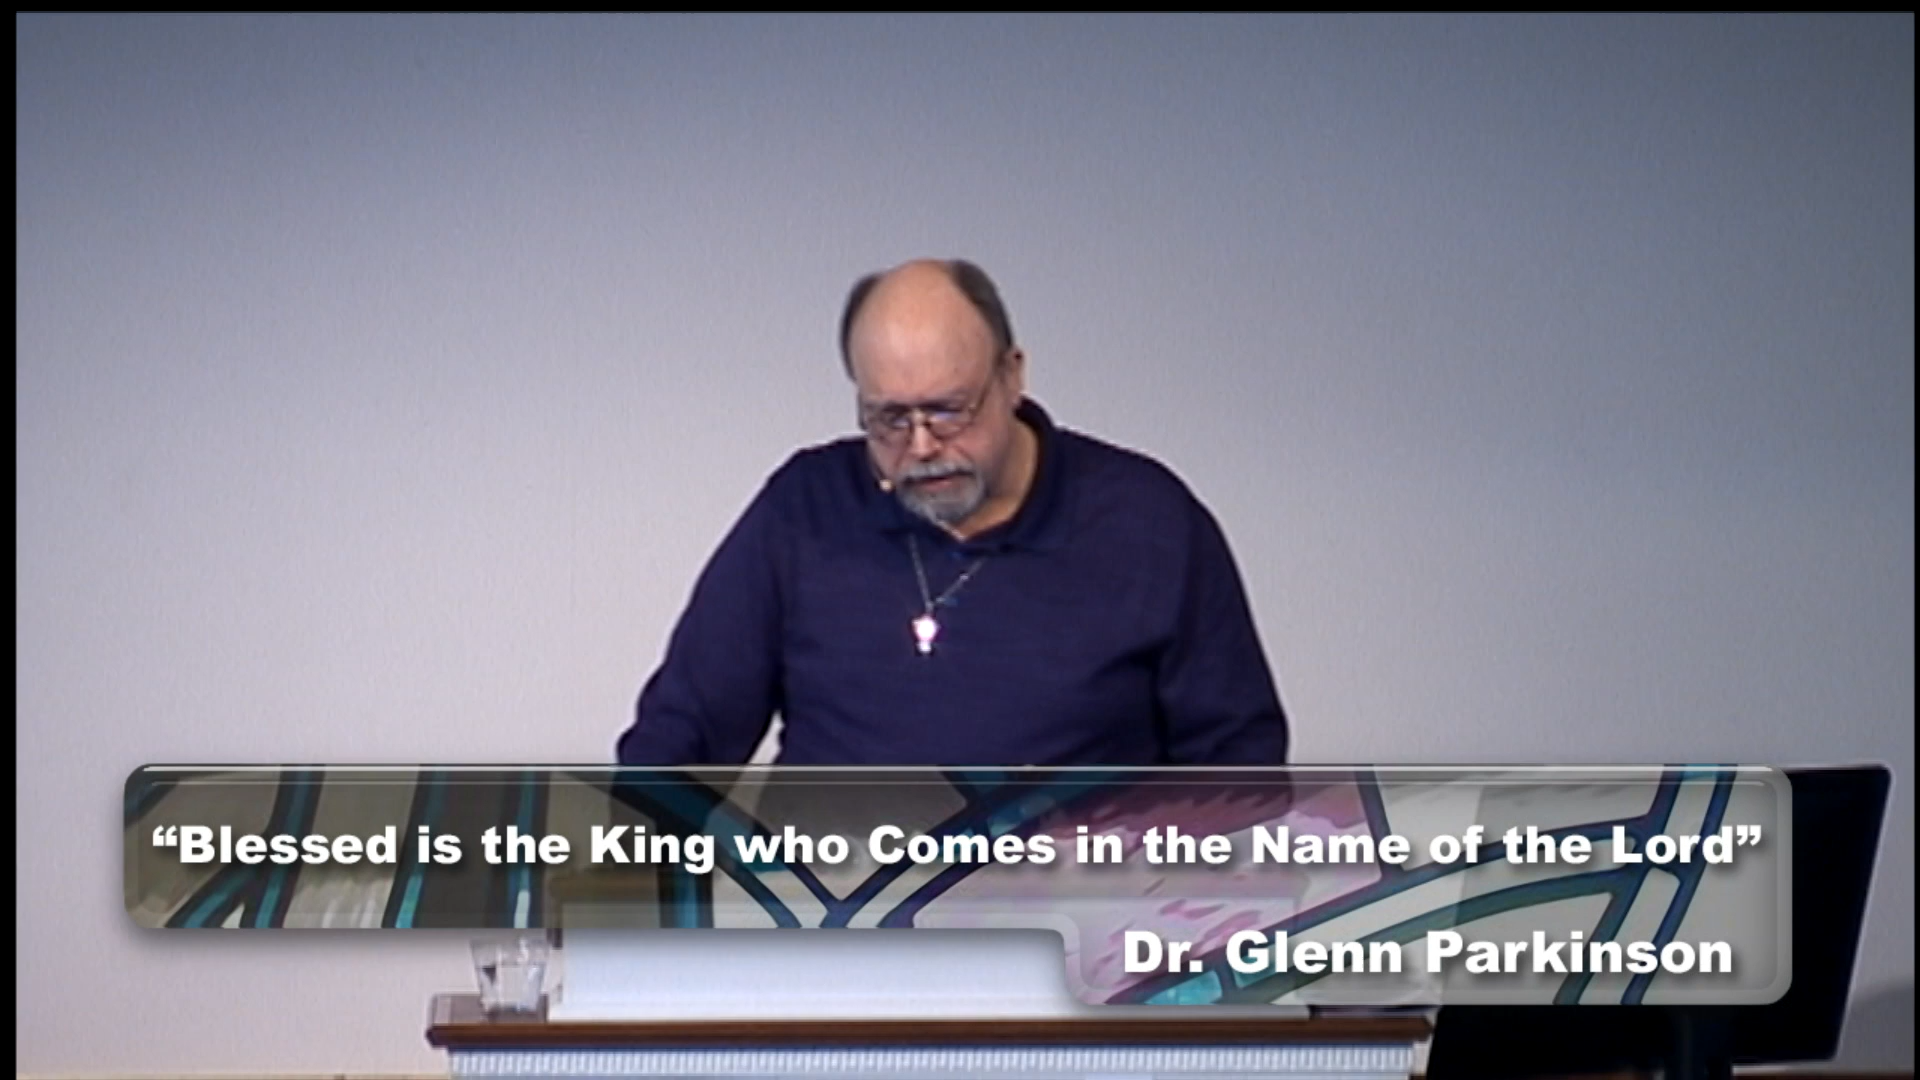 “Blessed is the King who Comes in the Name of the Lord”
Dr. Glenn Parkinson